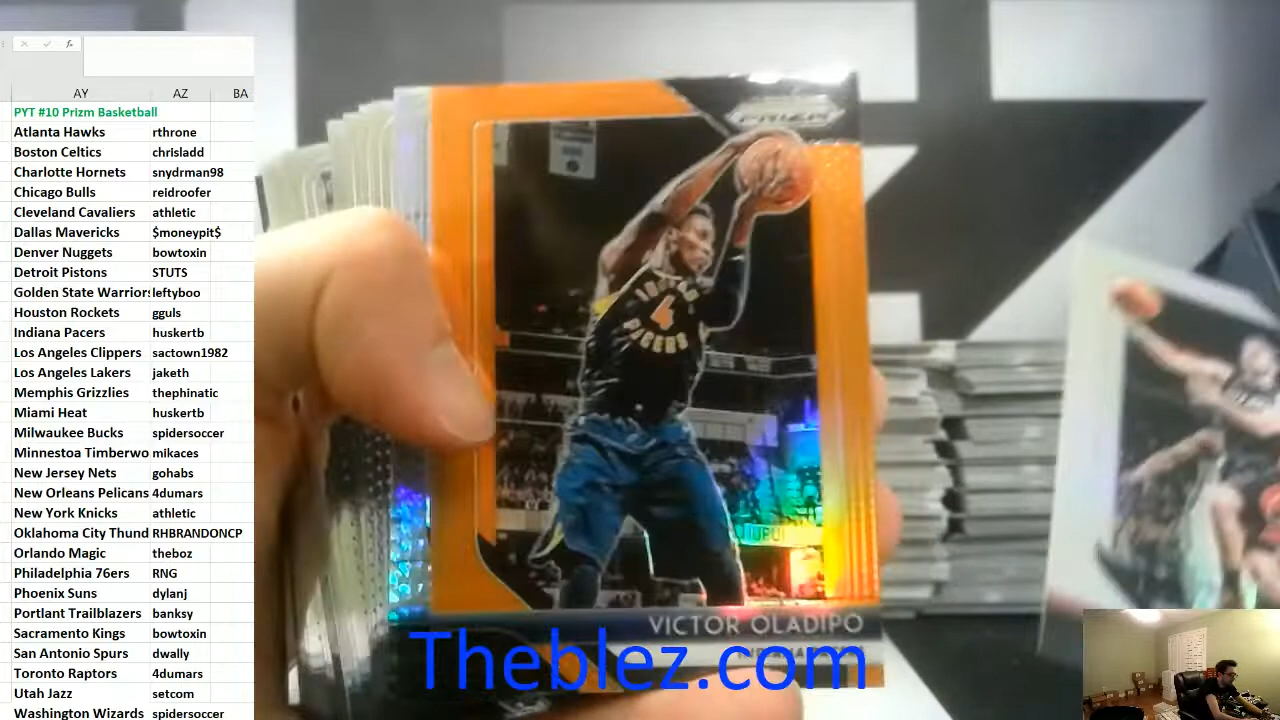 AY AZ BA
PYT #10 Prizm Basketball
Atlanta Hawks rthrone
Boston Celtics chrisladd
Charlotte Hornets snydrman98
Chicago Bulls reidroofer
Cleveland Cavaliers athletic
Dallas Mavericks $moneypit$
Denver Nuggets bowtoxin
Detroit Pistons STUTS
Golden State Warriors leftyboo
Houston Rockets gguls
Indiana Pacers huskertb
Los Angeles Clippers sactown1982
Los Angeles Lakers jaketh
Memphis Grizzlies thephinatic
Miami Heat huskertb
Milwaukee Bucks spidersoccer
Minnestoa Timberwo mikaces
New Jersey Nets gohabs
New Orleans Pelicans 4dumars
New York Knicks athletic
Oklahoma City Thund RHBRANDONCP
Orlando Magic theboz
Philadelphia 76ers RNG
Phoenix Suns dylanj
Portlant Trailblazers banksy
Sacramento Kings bowtoxin
San Antonio Spurs dwally
Toronto Raptors 4dumars
Utah Jazz setcom
Washington Wizards spidersoccer
PRIZM
INDIANA
4
PACERS
VICTOR OLADIPO
Theblez.com